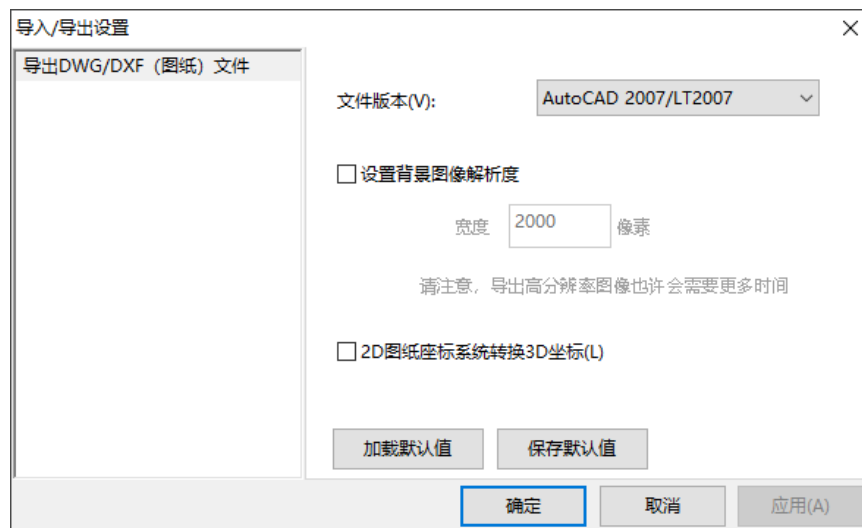 导入/导出设置
导出DWG/DXF（图纸）文件
文件版本(V):
AutoCAD 2007/LT2007
设置背景图像解析度
宽度 2000 像素
请注意，导出高分辨率图像也许会需要更多时间
2D图纸座标系统转换3D坐标(L)
加载默认值 保存默认值
确定 取消 应用(A)